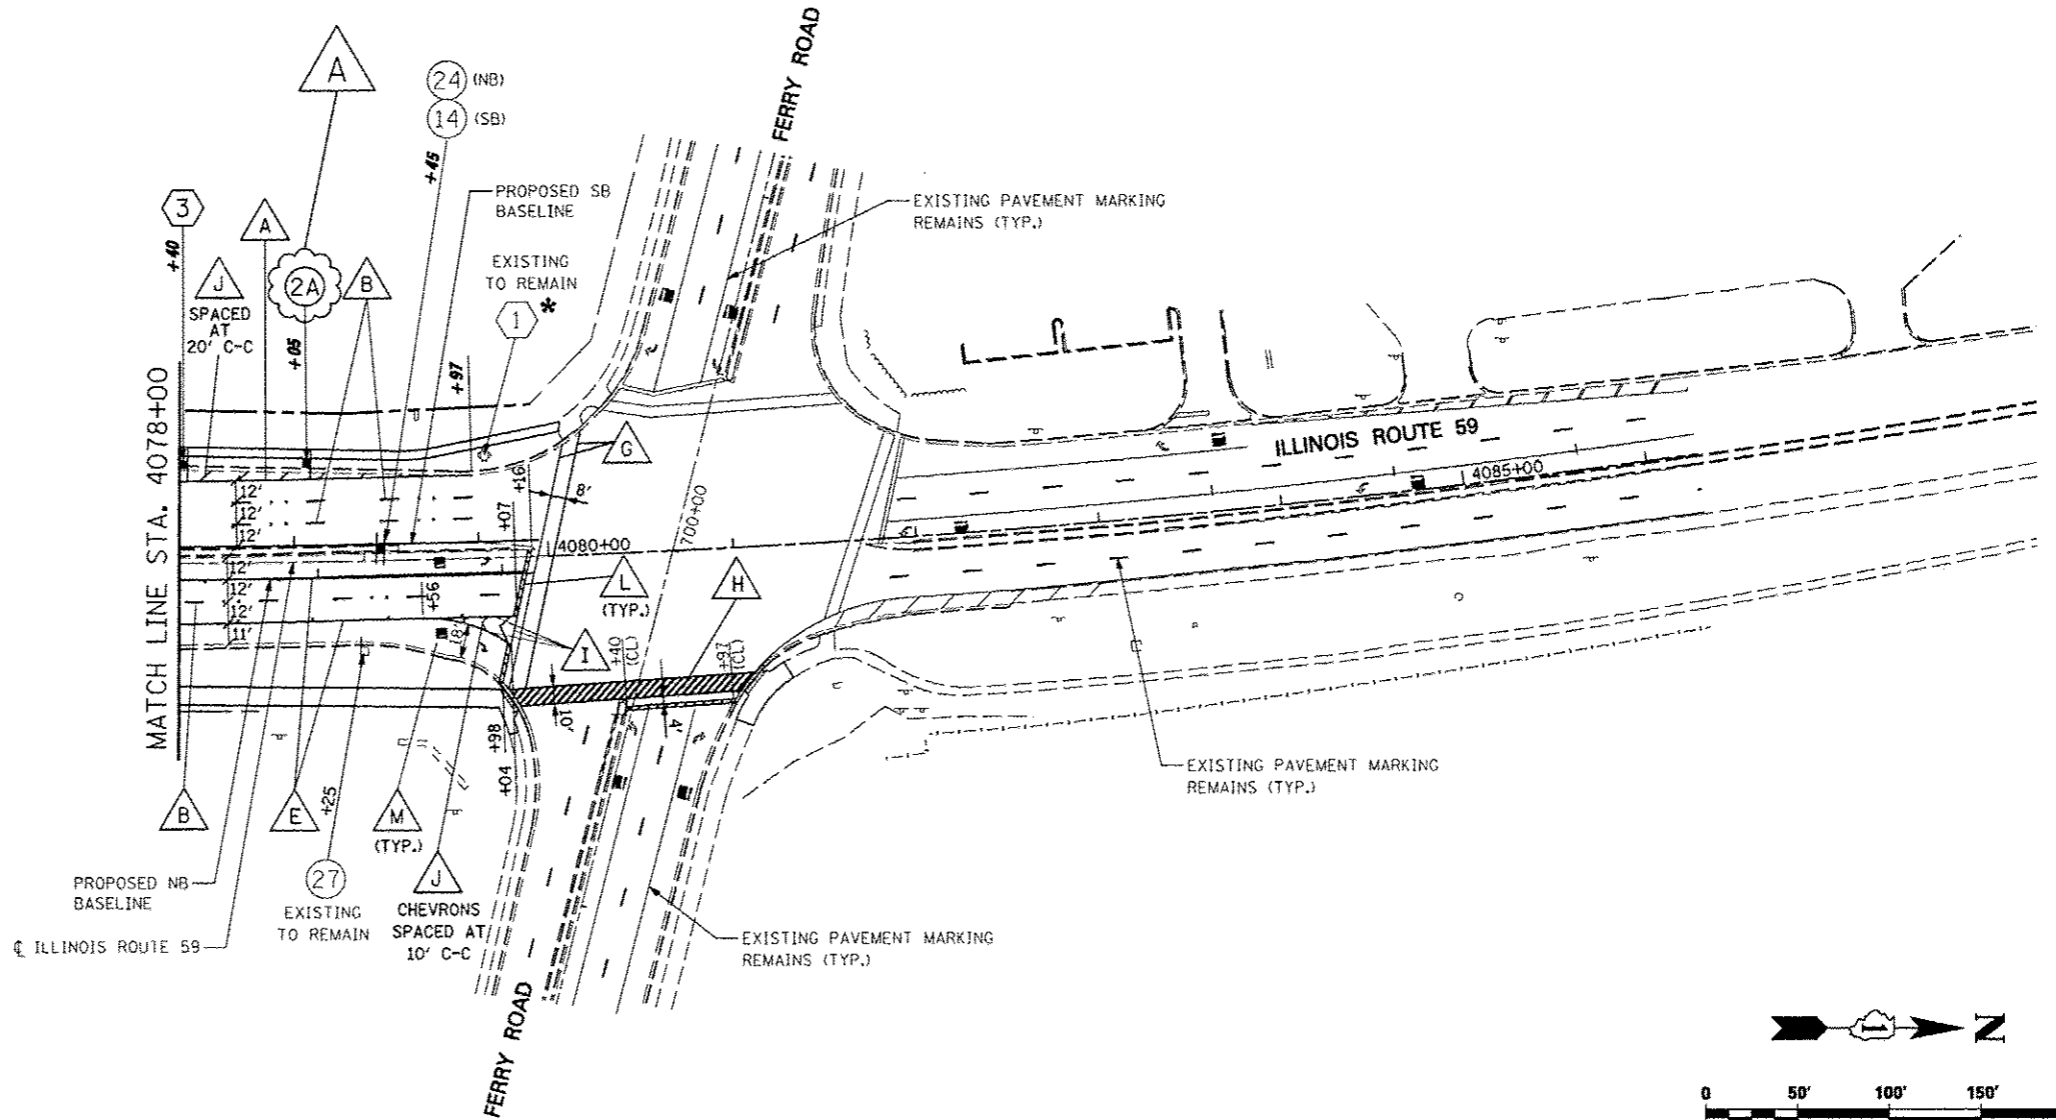 A
24 (NB)
14 (SB)
FERRY ROAD
+45
3
A
PROPOSED SB
BASELINE
EXISTING PAVEMENT MARKING
REMAINS (TYP.)
+40
J
SPACED
AT
20' C-C
2A
B
EXISTING
TO REMAIN
1 *
+05
+97
MATCH LINE STA. 4078+00
G
ILLINOIS ROUTE 59
4085+00
+16
8'
12'
12'
12'
+07
700+00
4080+00
12'
12'
12'
11'
+56
L
(TYP.)
H
18'
I
+40
(CL)
+97
(CL)
10'
4'
+98
+04
EXISTING PAVEMENT MARKING
REMAINS (TYP.)
B
E
+25
M
(TYP.)
J
CHEVRONS
SPACED AT
10' C-C
27
EXISTING
TO REMAIN
PROPOSED NB
BASELINE
℄ ILLINOIS ROUTE 59
EXISTING PAVEMENT MARKING
REMAINS (TYP.)
FERRY ROAD
N
0 50' 100' 150'